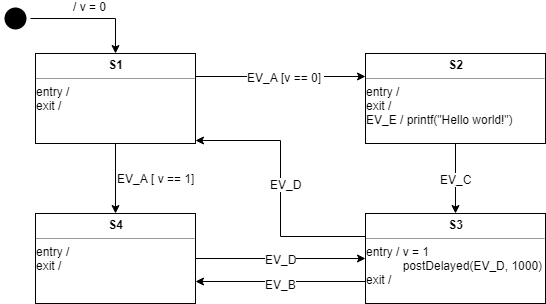 / v = 0
S1
entry /
exit /
EV_A [v == 0]
S2
entry /
exit /
EV_E / printf("Hello world!")
EV_A [ v == 1]
EV_D
EV_C
S4
entry /
exit /
EV_D
EV_B
S3
entry / v = 1
postDelayed(EV_D, 1000)
exit /